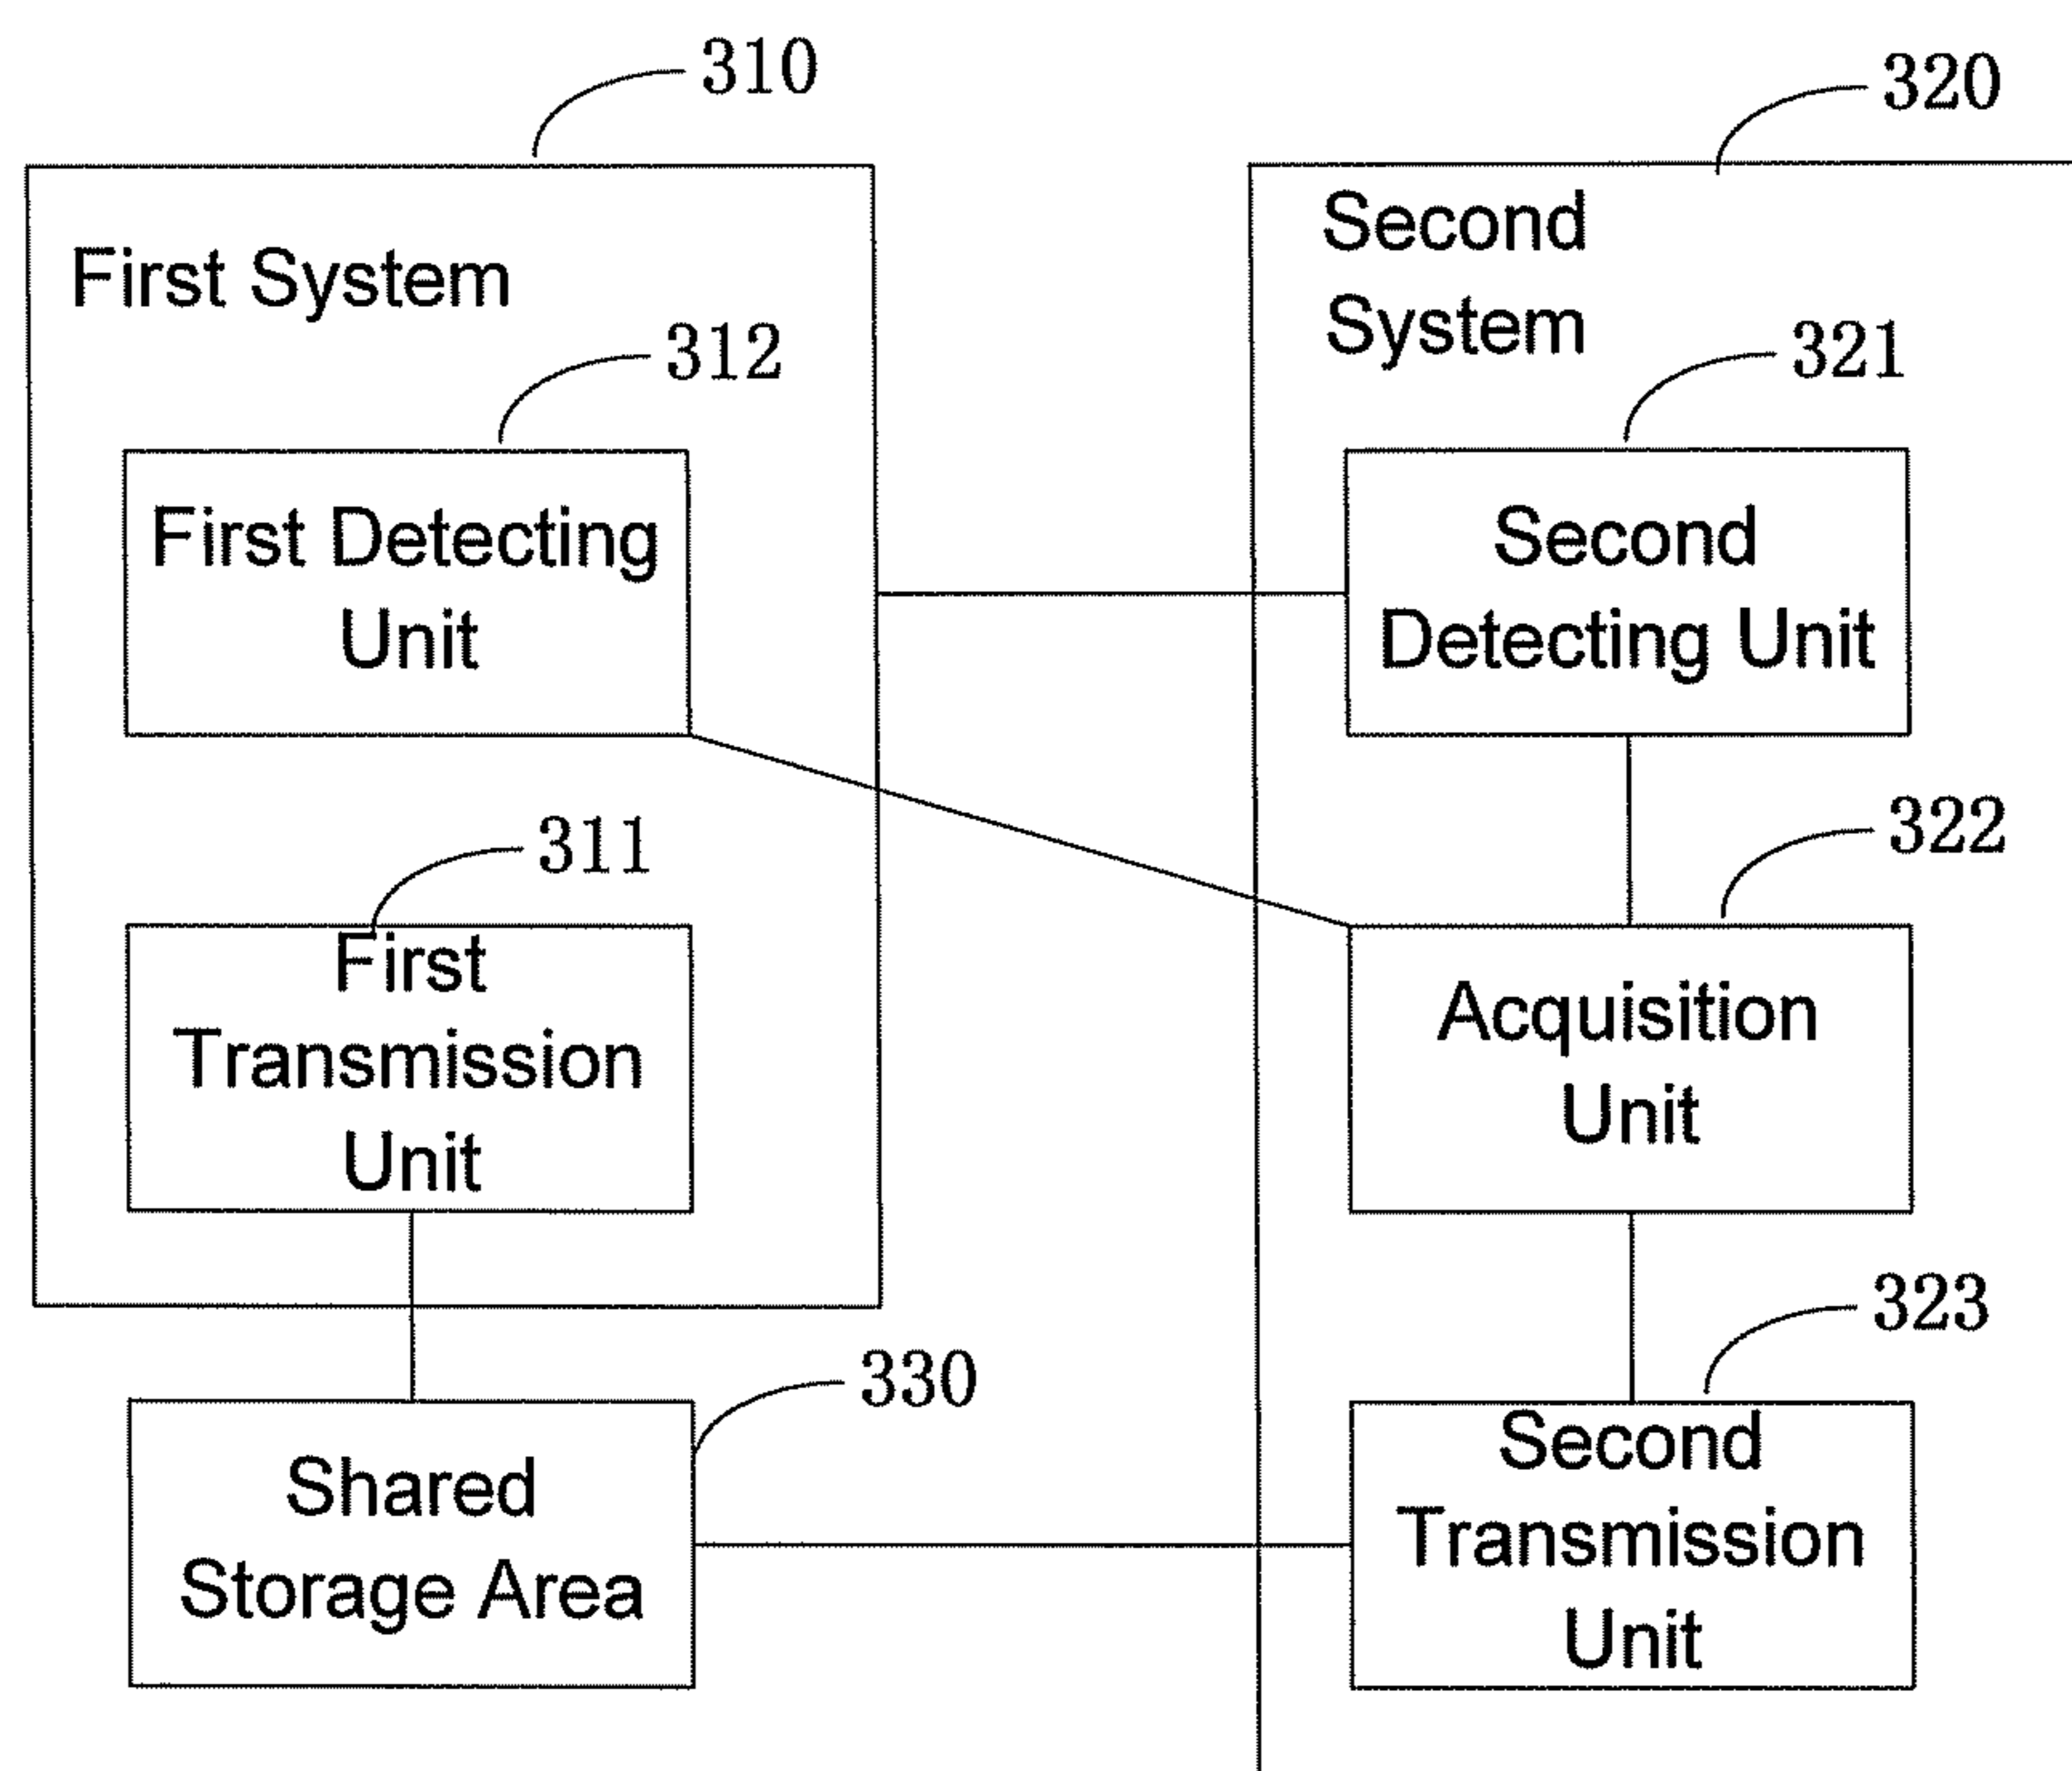 310
320
First System
Second
System
312
321
First Detecting
Unit
Second
Detecting Unit
311
322
First
Transmission
Unit
Acquisition
Unit
330
323
Shared
Storage Area
Second
Transmission
Unit